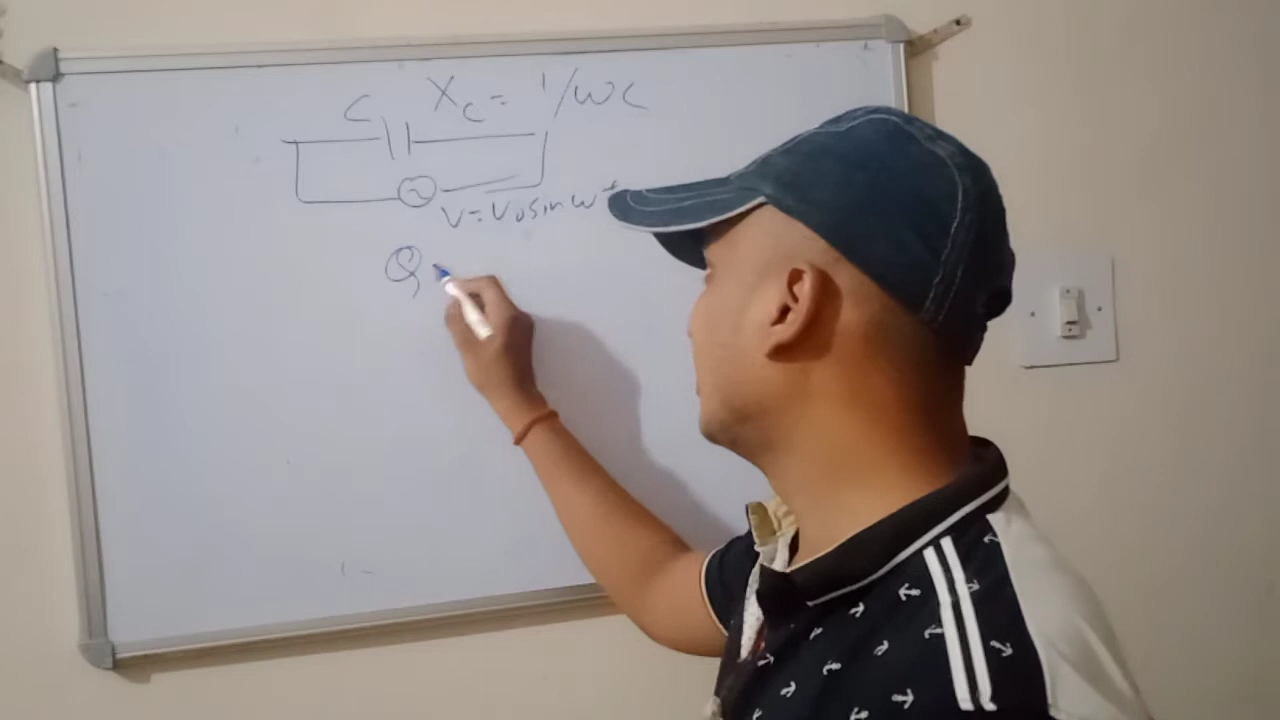 C Xc = 1/ωC
V = V0 sin ωt
Q